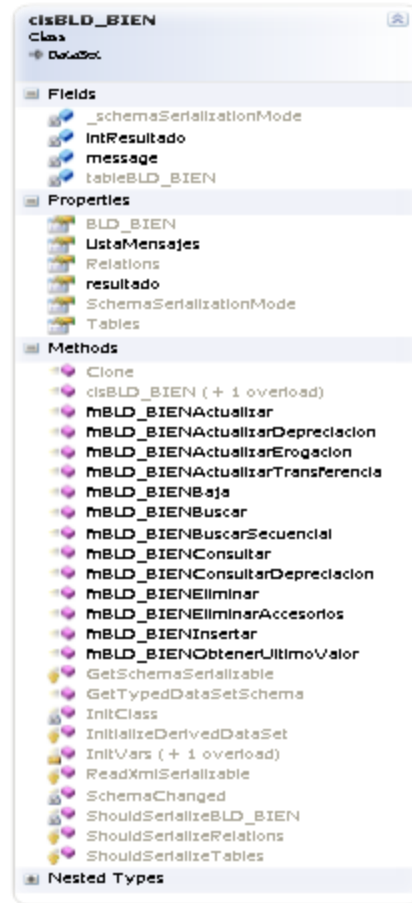 clsBLD_BIEN
Class
DataSet
Fields
_schemaSerializationMode
intResultado
message
tableBLD_BIEN
Properties
BLD_BIEN
ListaMensajes
Relations
resultado
SchemaSerializationMode
Tables
Methods
Clone
clsBLD_BIEN (+ 1 overload)
fnBLD_BIENActualizar
fnBLD_BIENActualizarDepreciacion
fnBLD_BIENActualizarErogacion
fnBLD_BIENActualizarTransferencia
fnBLD_BIENBaja
fnBLD_BIENBuscar
fnBLD_BIENBuscarSecuencial
fnBLD_BIENConsultar
fnBLD_BIENConsultarDepreciacion
fnBLD_BIENEliminar
fnBLD_BIENEliminarAccesorios
fnBLD_BIENInsertar
fnBLD_BIENObtenerUltimoValor
GetSchemaSerializable
GetTypedDataSetSchema
InitClass
InitializeDerivedDataSet
InitVars (+ 1 overload)
ReadXmlSerializable
SchemaChanged
ShouldSerializeBLD_BIEN
ShouldSerializeRelations
ShouldSerializeTables
Nested Types